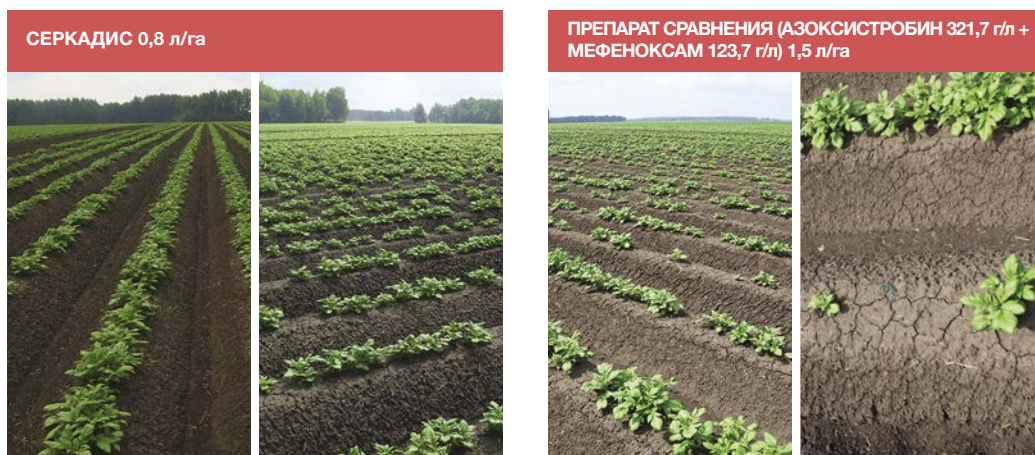 СЕРКАДИС 0,8 л/га
ПРЕПАРАТ СРАВНЕНИЯ (АЗОКСИСТРОБИН 321,7 г/л +
МЕФЕНОКСАМ 123,7 г/л) 1,5 л/га